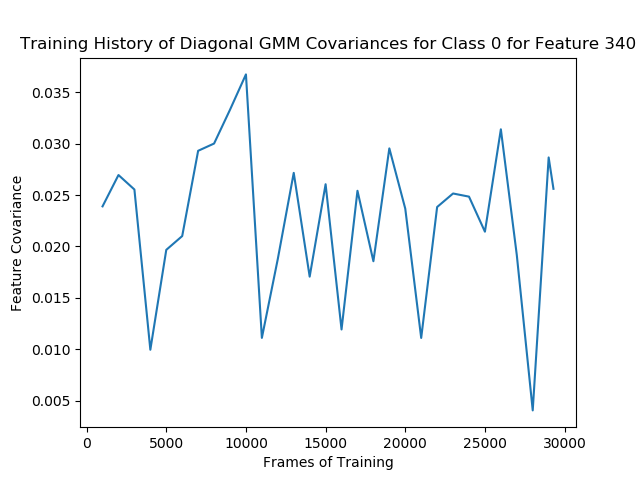 Training History of Diagonal GMM Covariances for Class 0 for Feature 340
0.035
0.030
0.025
0.020
0.015
0.010
0.005
Feature Covariance
0 5000 10000 15000 20000 25000 30000
Frames of Training